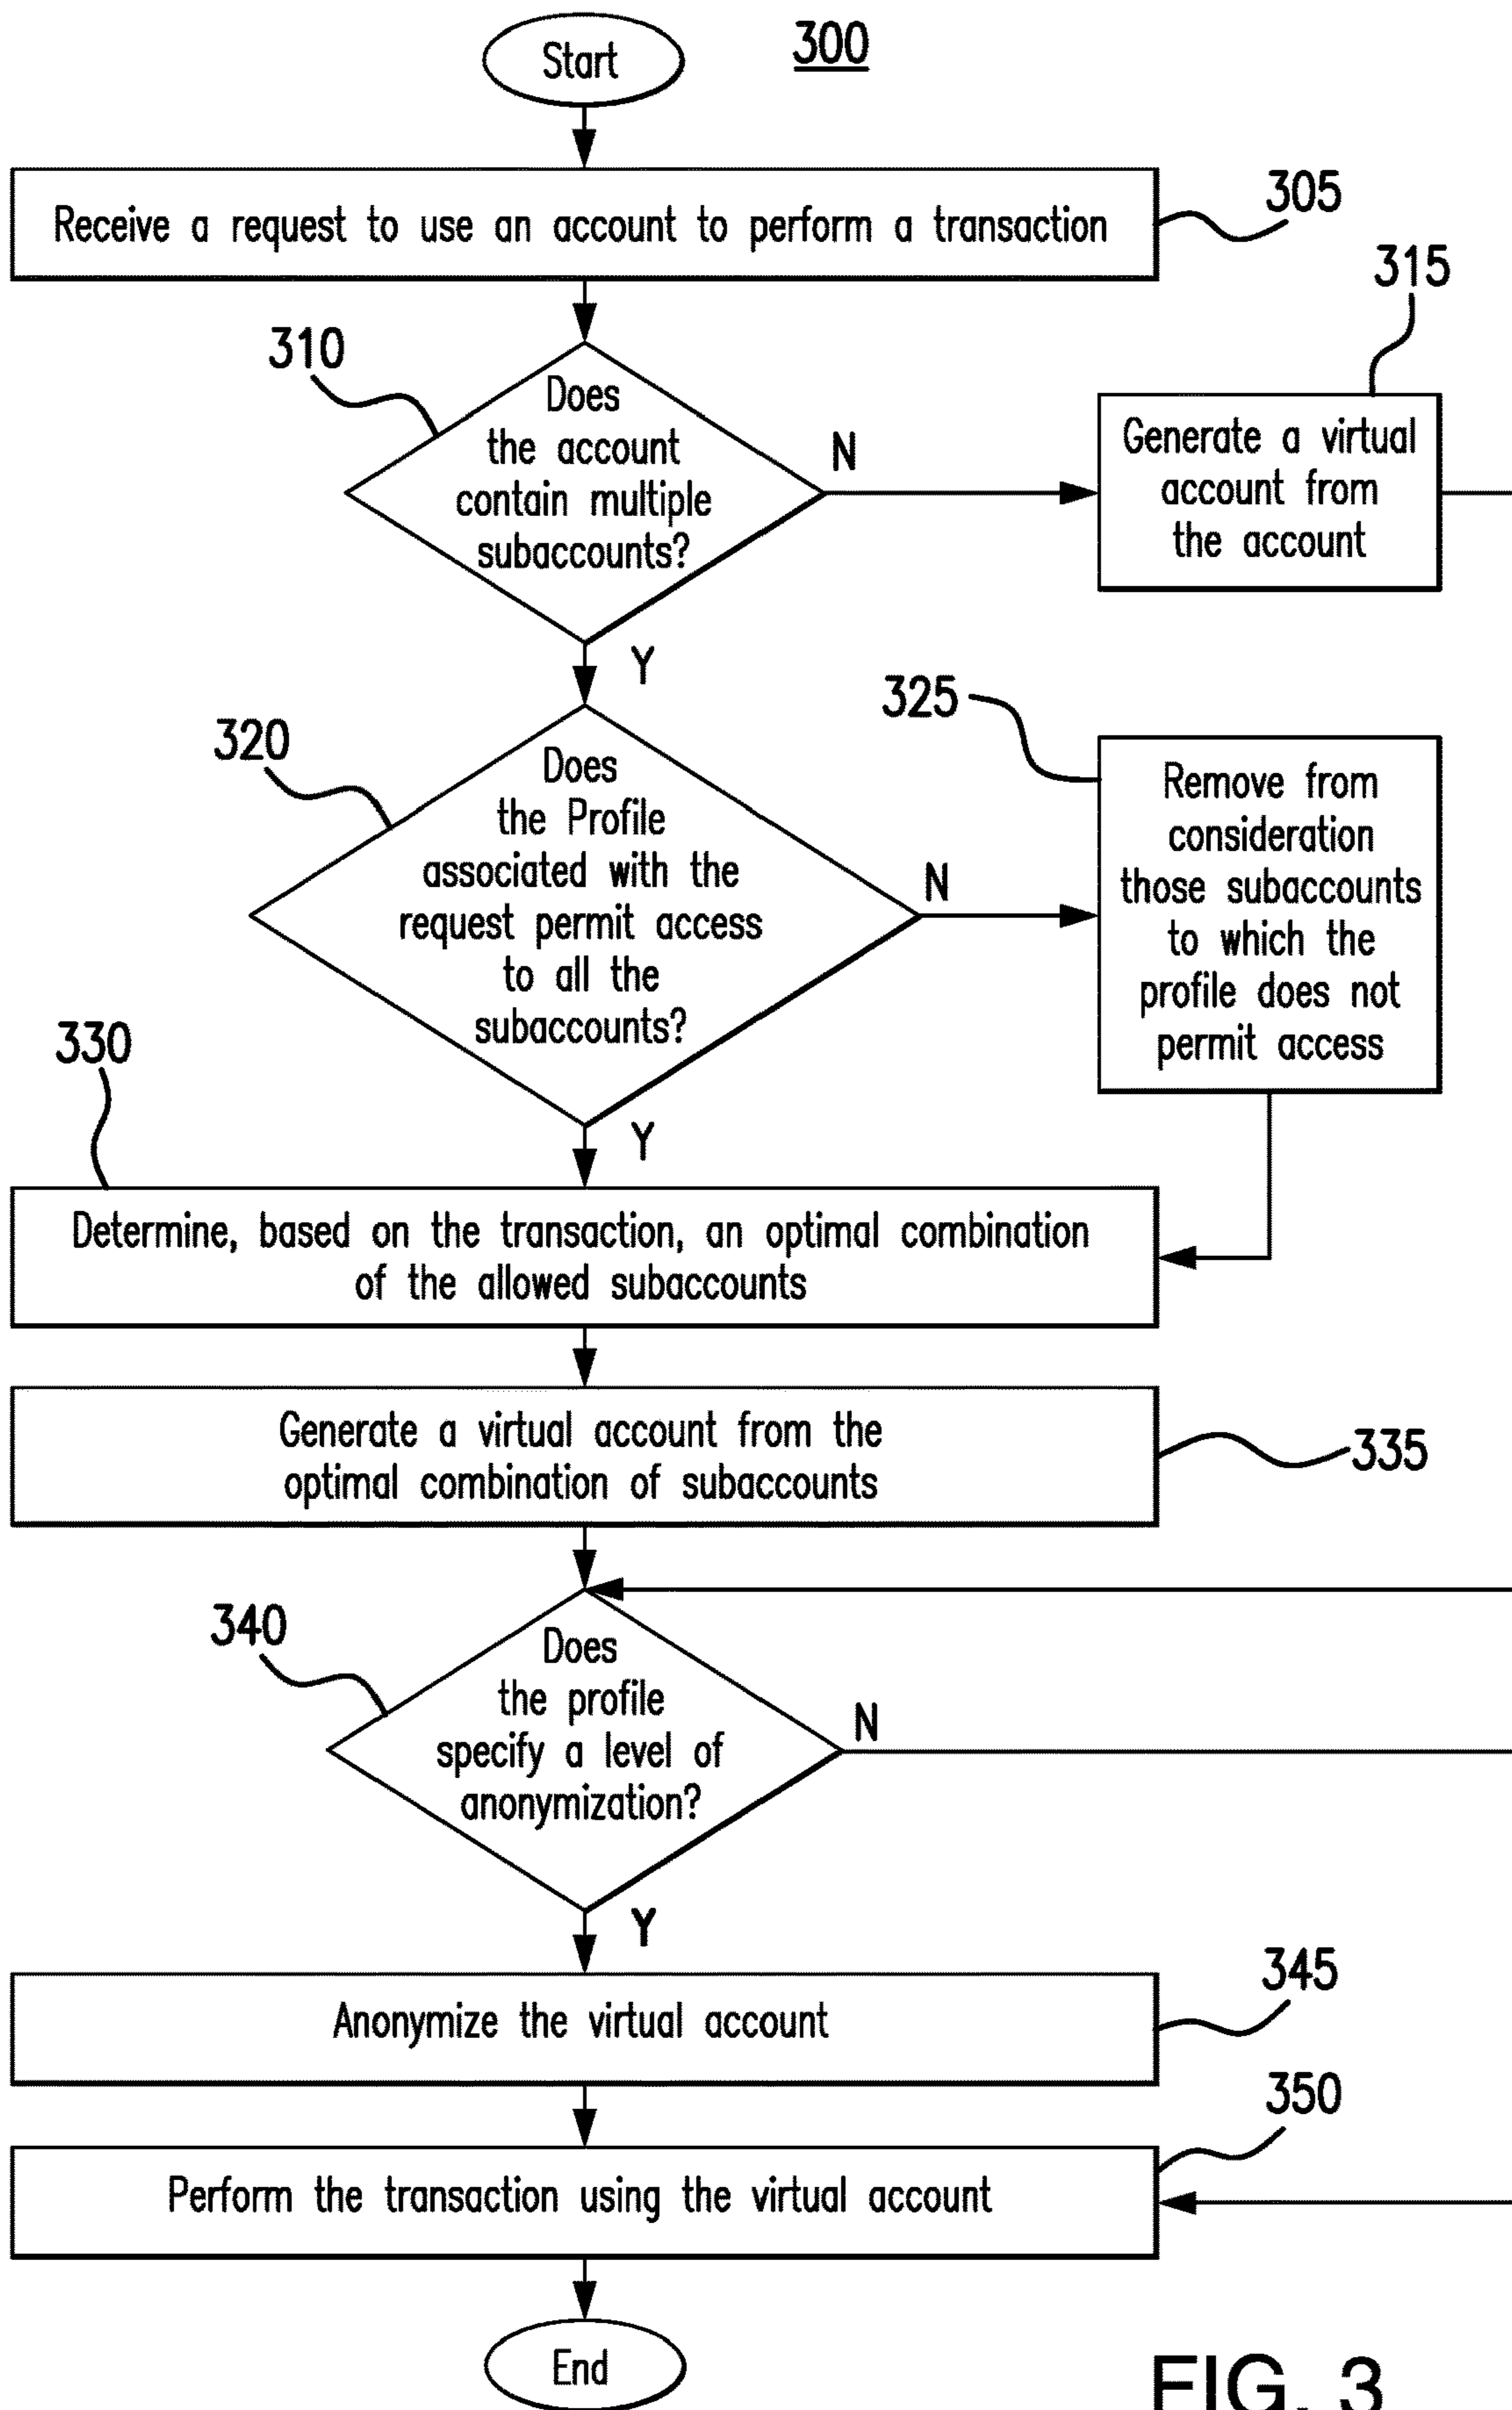 Start
300
Receive a request to use an account to perform a transaction
305
310
Does
the account
contain multiple
subaccounts?
N
315
Generate a virtual
account from
the account
Y
320
Does
the Profile
associated with the
request permit access
to all the
subaccounts?
N
325
Remove from
consideration
those subaccounts
to which the
profile does not
permit access
Y
330
Determine, based on the transaction, an optimal combination
of the allowed subaccounts
Generate a virtual account from the
optimal combination of subaccounts
335
340
Does
the profile
specify a level of
anonymization?
N
Y
Anonymize the virtual account
345
Perform the transaction using the virtual account
350
End
FIG. 3